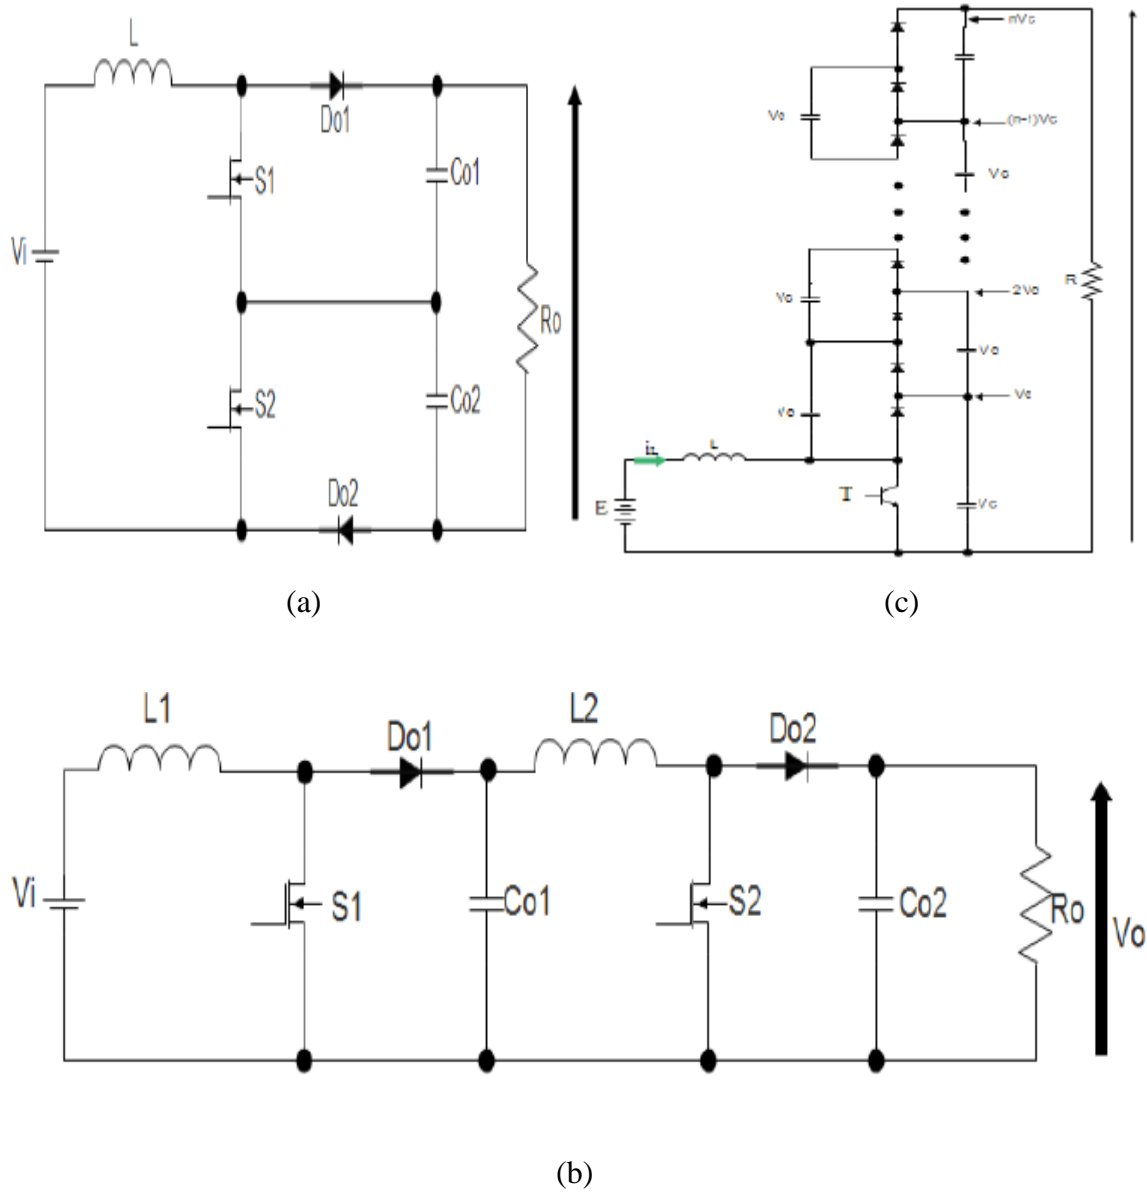 L
Do1
S1
Co1
Vi
Ro
S2
Co2
Do2
(a)
nVc
Vc
(n-1)Vc
Vc
Vc
2Vc
R
Vc
Vc
Vc
iL
L
E
T
Vc
(c)
L1
Do1
L2
Do2
Vi
S1
Co1
S2
Co2
Ro
Vo
(b)